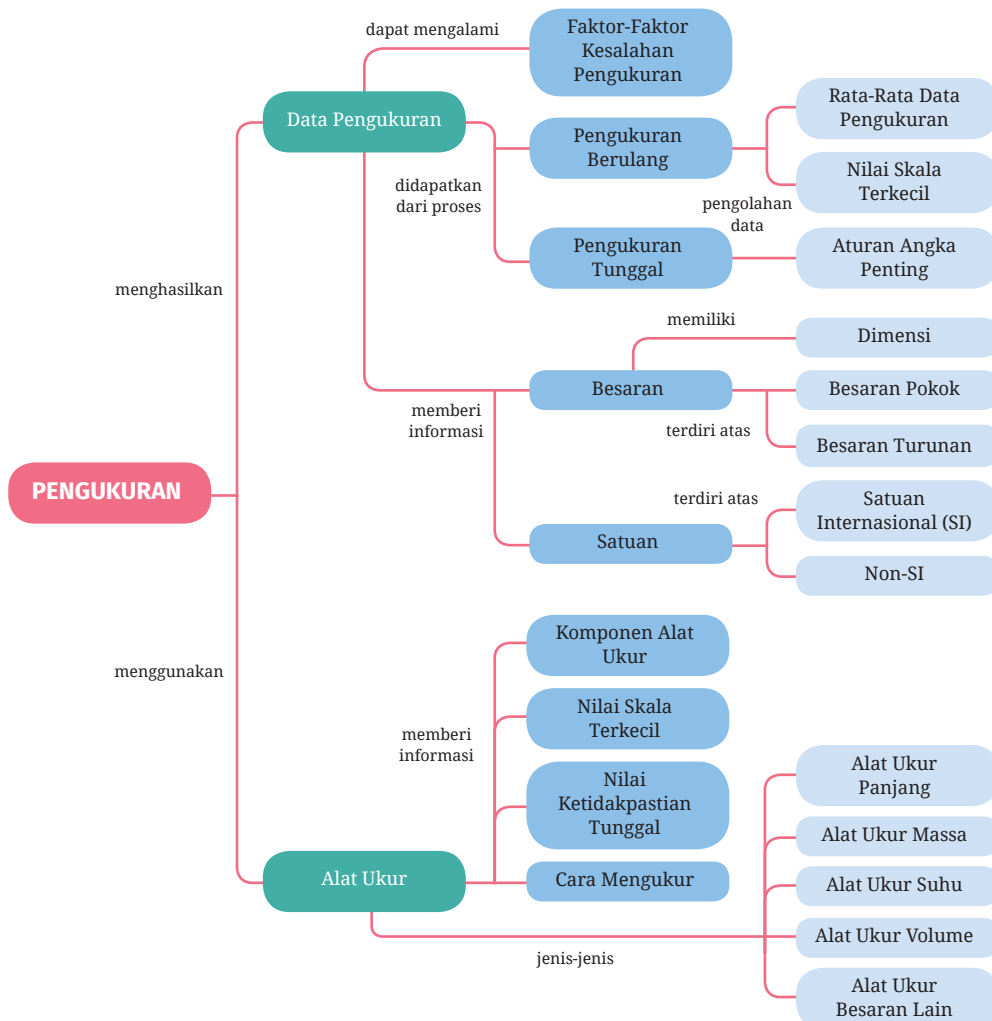 dapat mengalami
Faktor-Faktor
Kesalahan
Pengukuran
Data Pengukuran
Pengukuran
Berulang
Rata-Rata Data
Pengukuran
Nilai Skala
Terkecil
didapatkan
dari proses
pengolahan
data
Pengukuran
Tunggal
Aturan Angka
Penting
menghasilkan
memiliki
Dimensi
Besaran
Besaran Pokok
memberi
informasi
terdiri atas
Besaran Turunan
PENGUKURAN
terdiri atas
Satuan
Internasional (SI)
Satuan
Non-SI
menggunakan
Komponen Alat
Ukur
Nilai Skala
Terkecil
memberi
informasi
Nilai
Ketidakpastian
Tunggal
Alat Ukur
Cara Mengukur
jenis-jenis
Alat Ukur
Panjang
Alat Ukur Massa
Alat Ukur Suhu
Alat Ukur Volume
Alat Ukur
Besaran Lain